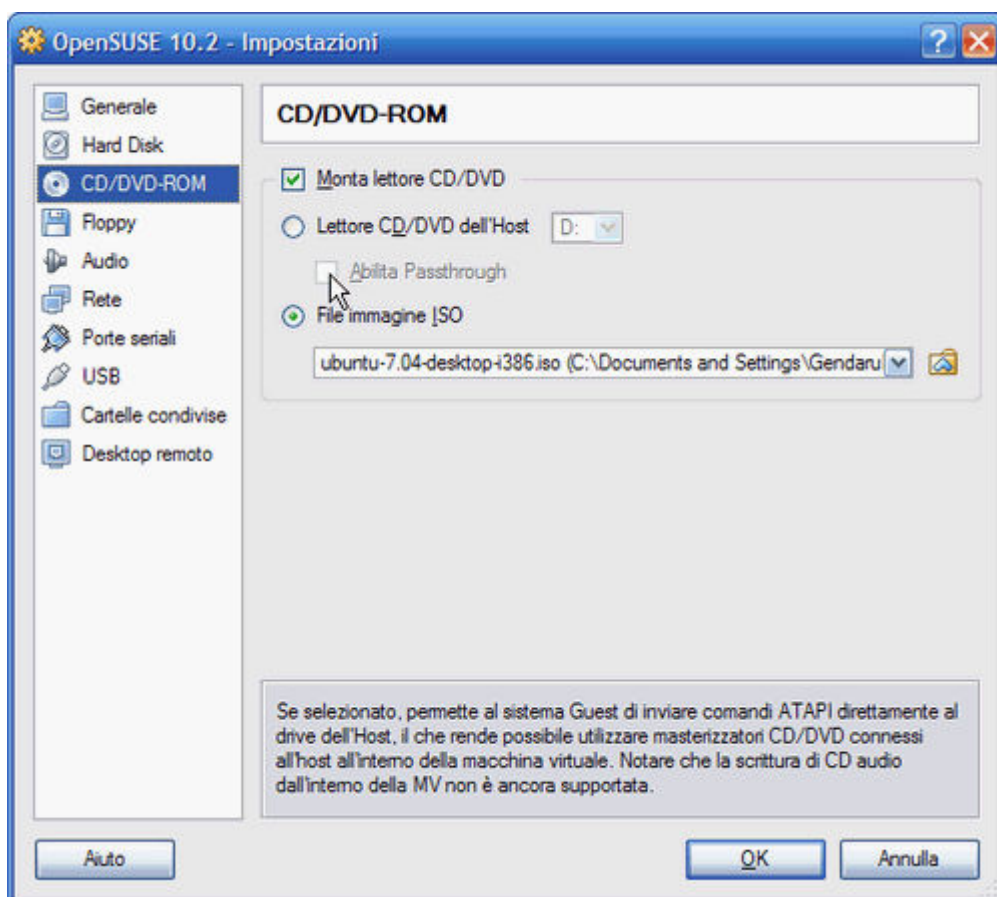 OpenSUSE 10.2 - Impostazioni
Generale
Hard Disk
CD/DVD-ROM
Floppy
Audio
Rete
Porte seriali
USB
Cartelle condivise
Desktop remoto
CD/DVD-ROM
Monta lettore CD/DVD
Lettore CD/DVD dell'Host D:
Abilita Passthrough
File immagine ISO
ubuntu-7.04-desktop-i386.iso (C:\Documents and Settings\Gendaru
Se selezionato, permette al sistema Guest di inviare comandi ATAPI direttamente al
drive dell'Host, il che rende possibile utilizzare masterizzatori CD/DVD connessi
all'host all'interno della macchina virtuale. Notare che la scrittura di CD audio
dall'interno della MV non è ancora supportata.
Aiuto
OK
Annulla